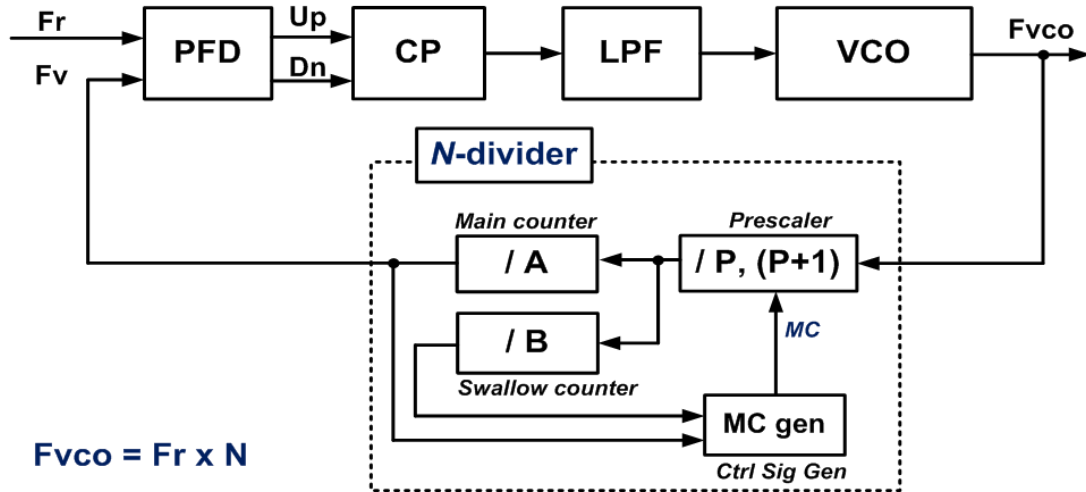 Fr
Fv
PFD
Up
Dn
CP
LPF
VCO
Fvco
N-divider
Main counter
/ A
Prescaler
/ P, (P+1)
MC
/ B
Swallow counter
MC gen
Ctrl Sig Gen
Fvco = Fr x N